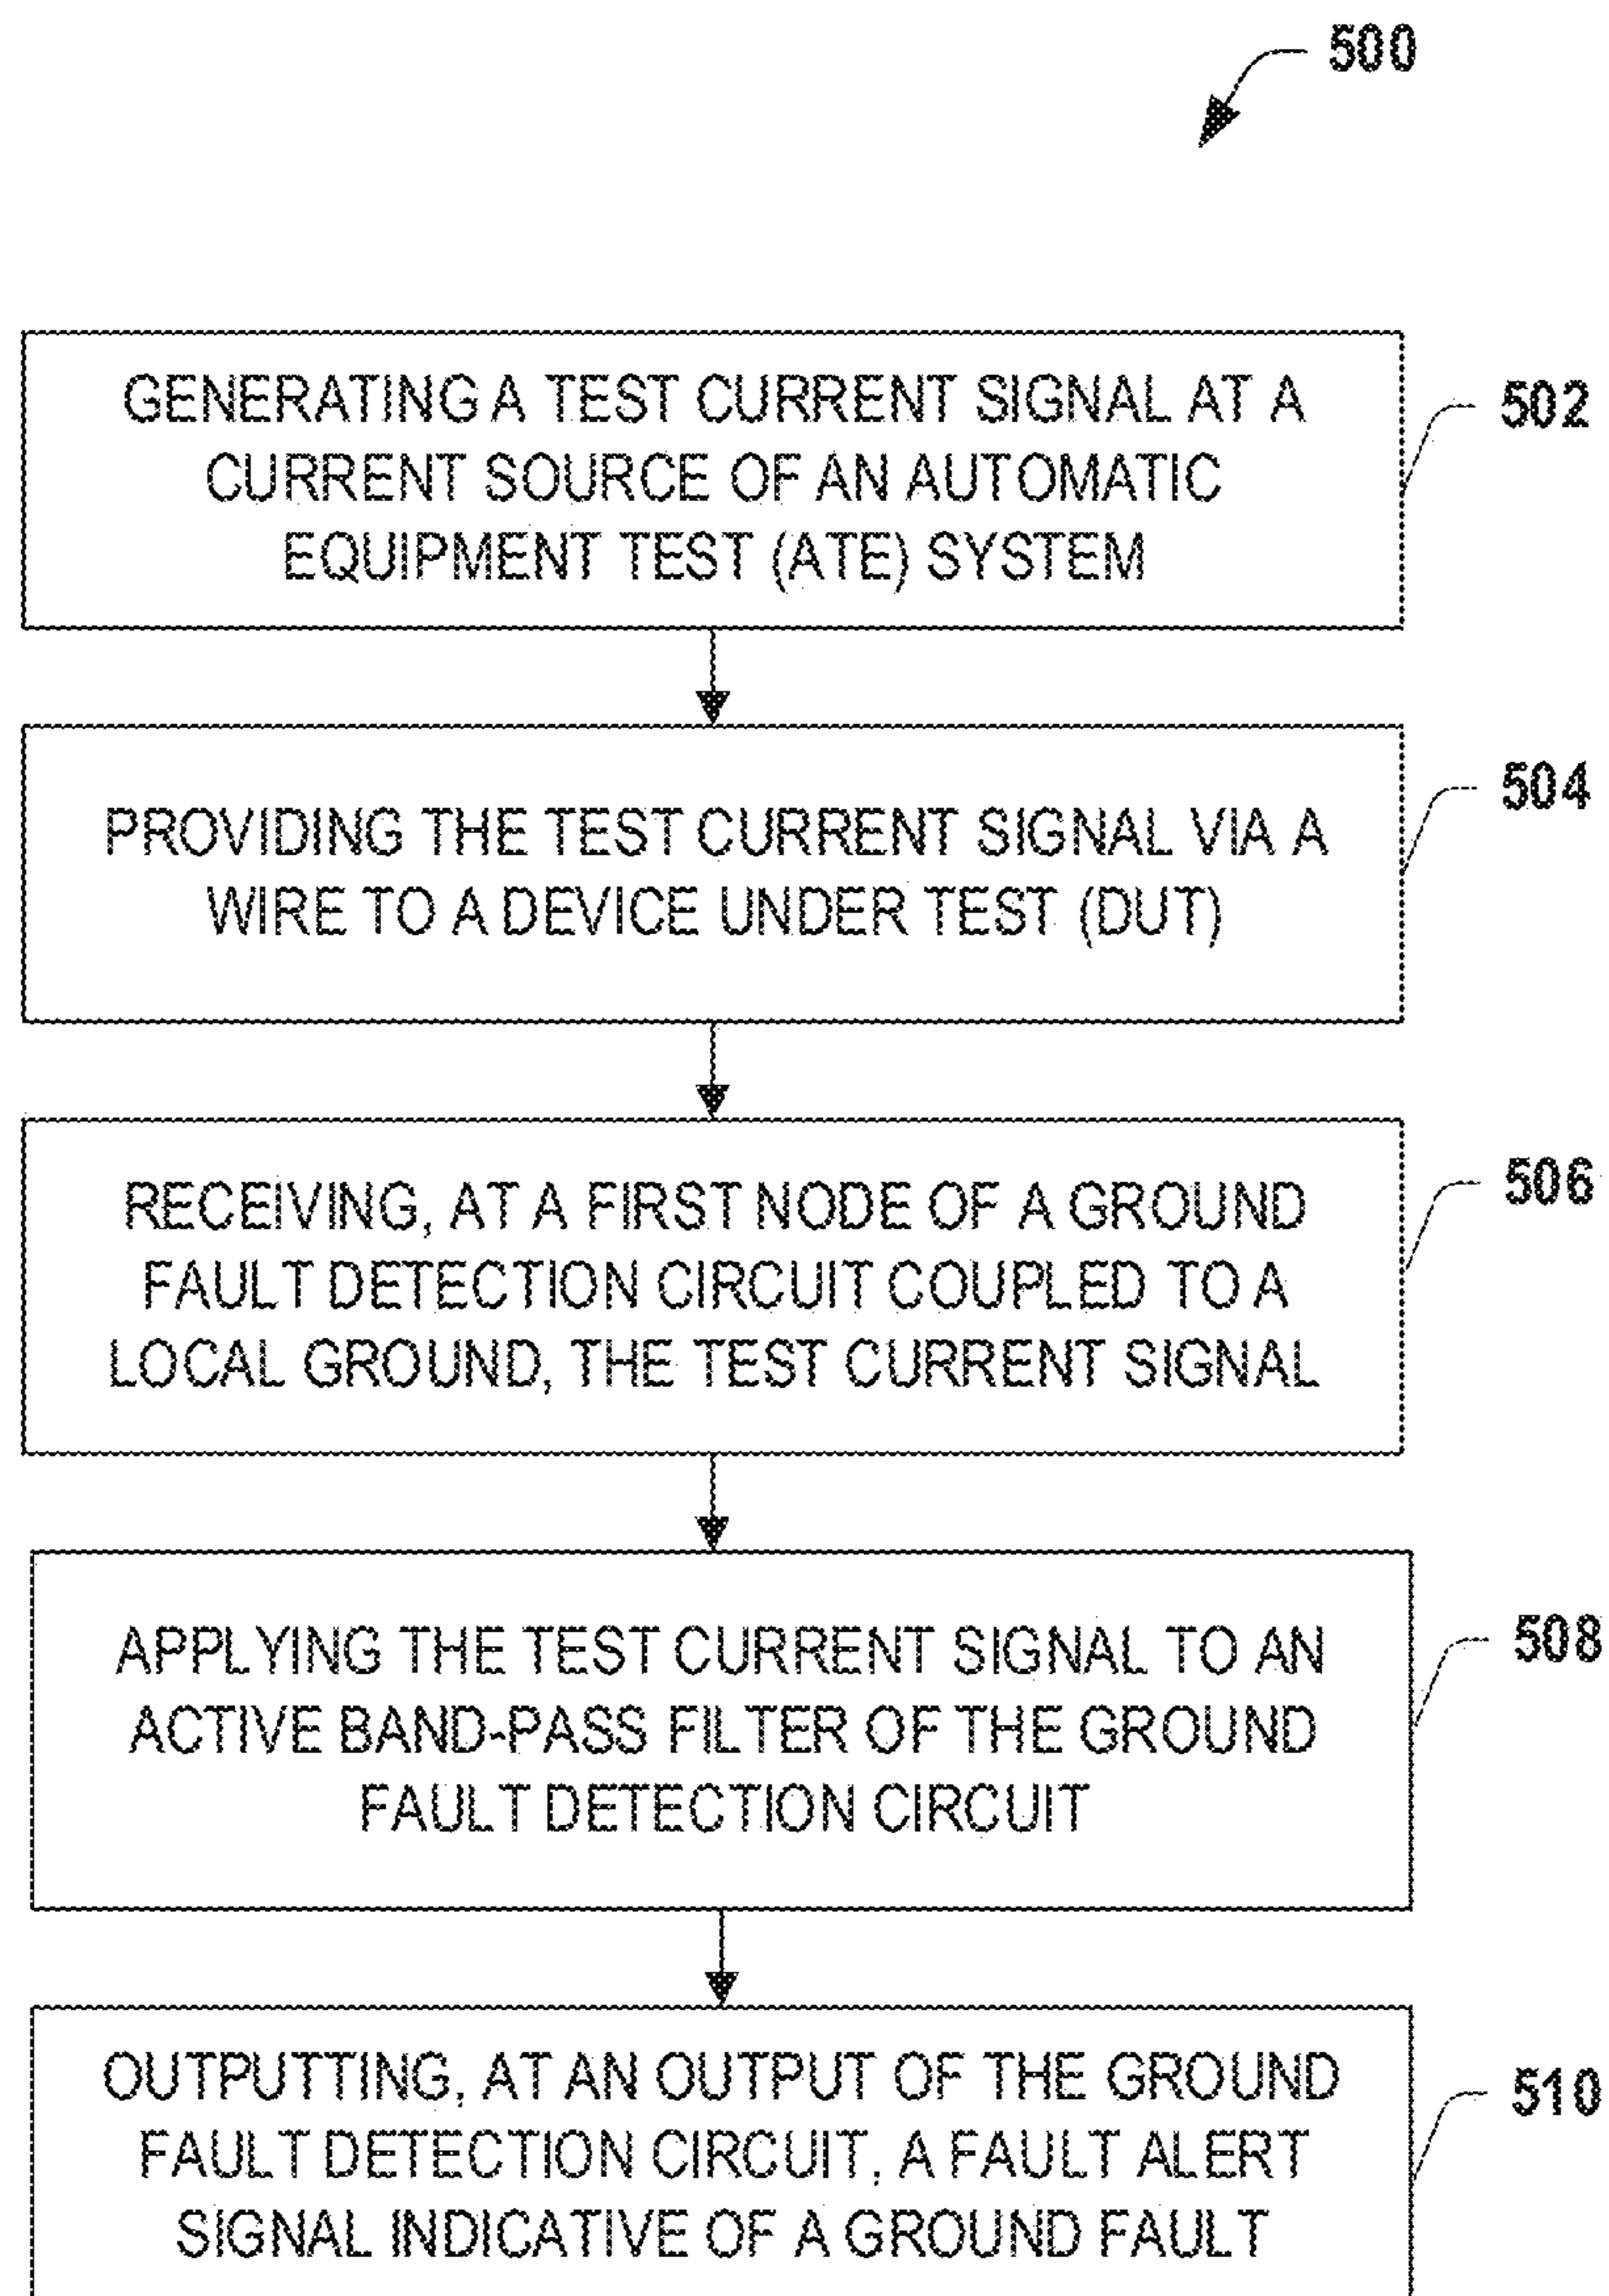 500
GENERATING A TEST CURRENT SIGNAL AT A
CURRENT SOURCE OF AN AUTOMATIC
EQUIPMENT TEST (ATE) SYSTEM
502
PROVIDING THE TEST CURRENT SIGNAL VIA A
WIRE TO A DEVICE UNDER TEST (DUT)
504
RECEIVING, AT A FIRST NODE OF A GROUND
FAULT DETECTION CIRCUIT COUPLED TO A
LOCAL GROUND, THE TEST CURRENT SIGNAL
506
APPLYING THE TEST CURRENT SIGNAL TO AN
ACTIVE BAND-PASS FILTER OF THE GROUND
FAULT DETECTION CIRCUIT
508
OUTPUTTING, AT AN OUTPUT OF THE GROUND
FAULT DETECTION CIRCUIT, A FAULT ALERT
SIGNAL INDICATIVE OF A GROUND FAULT
510